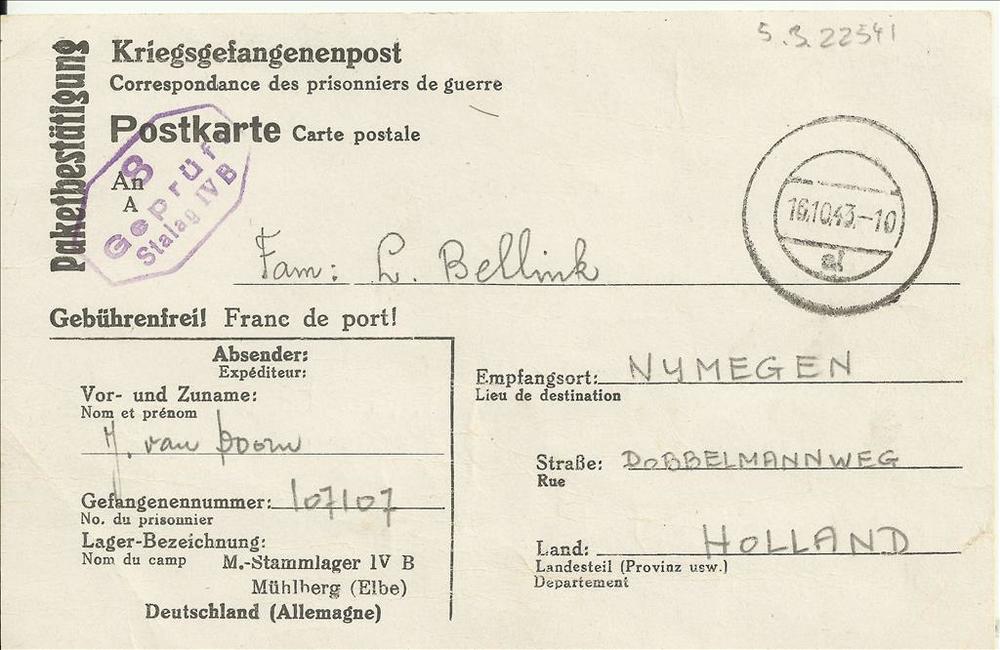 5.3.22541
Paketbestätigung
Kriegsgefangenenpost
Correspondance des prisonniers de guerre
Postkarte Carte postale
8
Geprüft
Stalag IV B
An
A
16.10.43.-10
Fam: L. Bellink
Gebührenfrei! Franc de port!
Absender:
Expéditeur:
Vor- und Zuname:
Nom et prénom
J. van Doorn
Gefangenennummer: 107107
No. du prisonnier
Lager-Bezeichnung:
Nom du camp M.-Stammlager IV B
Mühlberg (Elbe)
Deutschland (Allemagne)
Empfangsort: NYMEGEN
Lieu de destination
Straße: DOBBELMANNWEG
Rue
Land: HOLLAND
Landesteil (Provinz usw.)
Departement